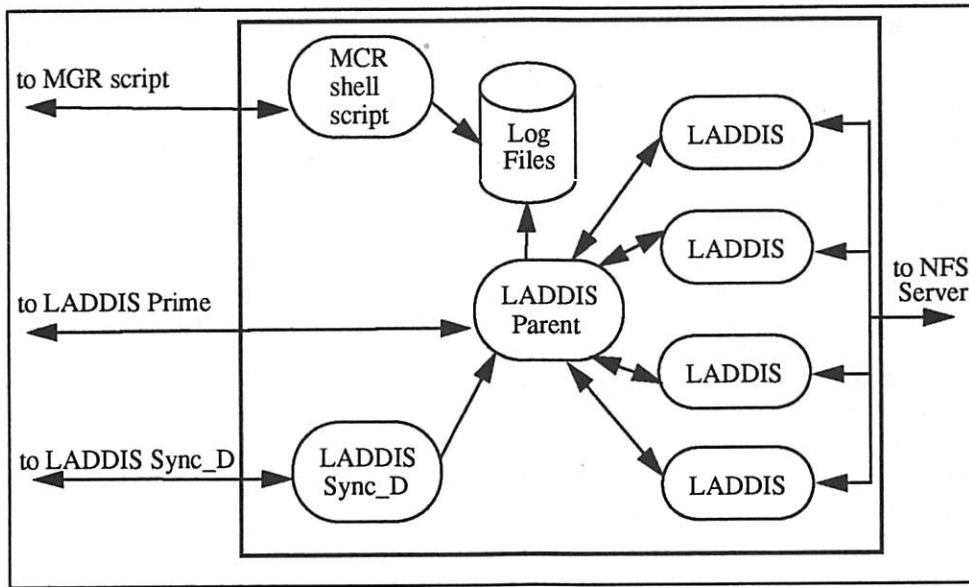 to MGR script
MCR
shell
script
Log
Files
LADDIS
LADDIS
to NFS
Server
LADDIS
Parent
to LADDIS Prime
LADDIS
to LADDIS Sync_D
LADDIS
Sync_D
LADDIS